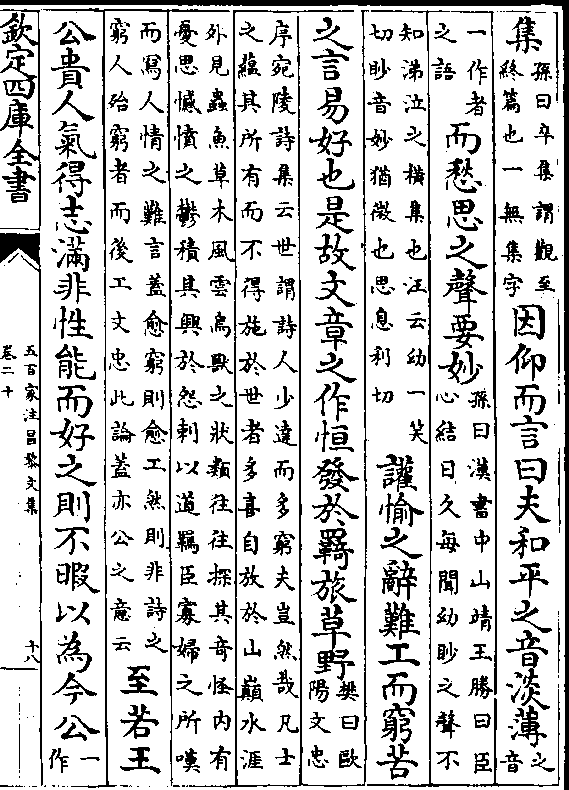 集
孫曰卒集謂觀至
終篇也一無集字
因仰而言曰夫和平之音淡薄
之
音
一作者
之語
而愁思之聲要妙
孫曰漢書中山靖王勝曰臣
心結日久每聞幼眇之聲不
知涕泣之橫集也汪云幼一笑
切眇音妙猶微也思息利切
讙愉之辭難工而窮苦
之言易好也是故文章之作恒發於羇旅草野
樊曰歐
陽文忠
序宛陵詩集云世謂詩人少達而多窮夫豈然哉凡士
之蘊其所有而不得施於世者多喜自放於山巔水涯
外見蟲魚草木風雲鳥獸之狀類往往探其竒怪内有
憂思憾憤之鬱積其興於怨刺以道羇臣寡婦之所嘆
而寫人情之難言蓋愈窮則愈工然則非詩之
窮人殆窮者而後工文忠此論蓋亦公之意云
至若王
公貴人氣得志滿非性能而好之則不暇以為今公
一
作
欽定四庫全書
五百家注昌黎文集
卷二十
十八